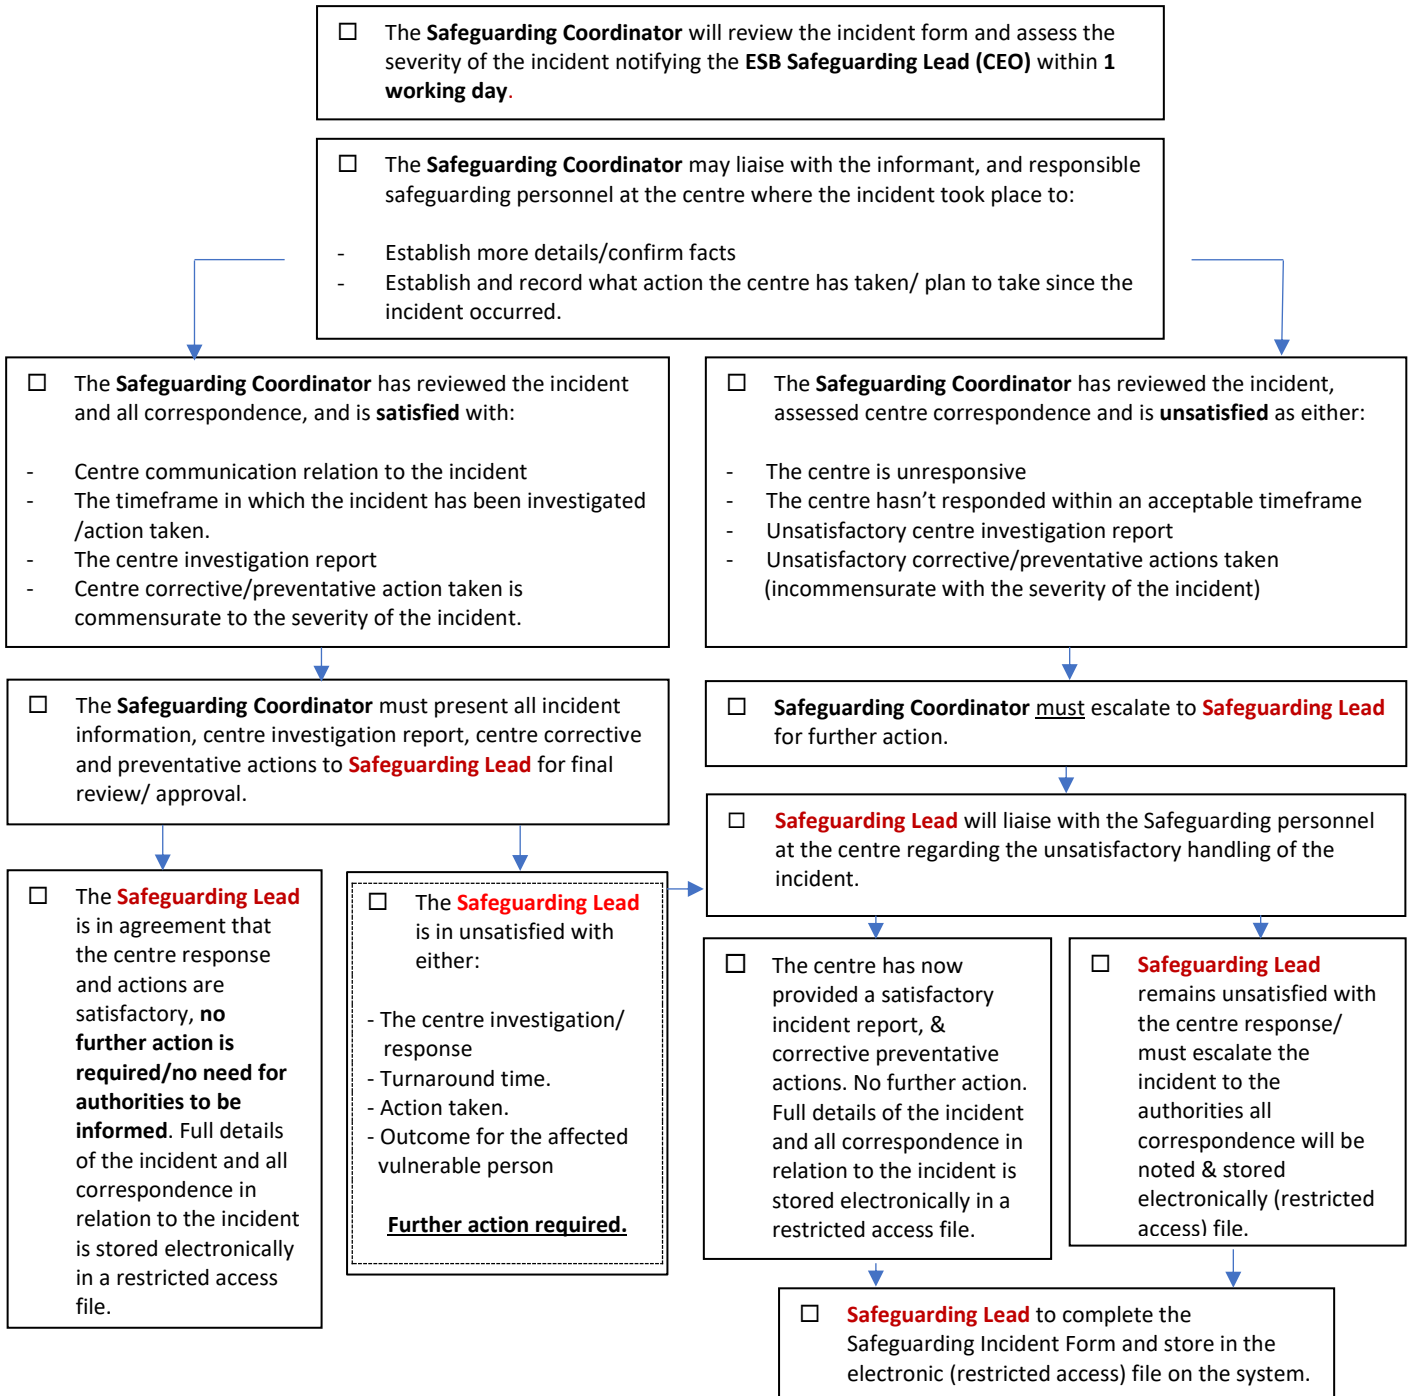 ☐ The Safeguarding Coordinator will review the incident form and assess the
severity of the incident notifying the ESB Safeguarding Lead (CEO) within 1
working day.
☐ The Safeguarding Coordinator may liaise with the informant, and responsible
safeguarding personnel at the centre where the incident took place to:
- Establish more details/confirm facts
- Establish and record what action the centre has taken/ plan to take since the
incident occurred.
☐ The Safeguarding Coordinator has reviewed the incident
and all correspondence, and is satisfied with:
- Centre communication relation to the incident
- The timeframe in which the incident has been investigated
/action taken.
- The centre investigation report
- Centre corrective/preventative action taken is
commensurate to the severity of the incident.
☐ The Safeguarding Coordinator has reviewed the incident,
assessed centre correspondence and is unsatisfied as either:
- The centre is unresponsive
- The centre hasn't responded within an acceptable timeframe
- Unsatisfactory centre investigation report
- Unsatisfactory corrective/preventative actions taken
(incommensurate with the severity of the incident)
☐ The Safeguarding Coordinator must present all incident
information, centre investigation report, centre corrective
and preventative actions to Safeguarding Lead for final
review/ approval.
☐ Safeguarding Coordinator must escalate to Safeguarding Lead
for further action.
☐ Safeguarding Lead will liaise with the Safeguarding personnel
at the centre regarding the unsatisfactory handling of the
incident.
☐ The Safeguarding Lead
is in agreement that
the centre response
and actions are
satisfactory, no
further action is
required/no need for
authorities to be
informed. Full details
of the incident and all
correspondence in
relation to the incident
is stored electronically
in a restricted access
file.
☐ The Safeguarding Lead
is in unsatisfied with
either:
- The centre investigation/
response
- Turnaround time.
- Action taken.
- Outcome for the affected
vulnerable person
Further action required.
☐ The centre has now
provided a satisfactory
incident report, &
corrective preventative
actions. No further action.
Full details of the incident
and all correspondence in
relation to the incident is
stored electronically in a
restricted access file.
☐ Safeguarding Lead
remains unsatisfied with
the centre response/
must escalate the
incident to the
authorities all
correspondence will be
noted & stored
electronically (restricted
access) file.
☐ Safeguarding Lead to complete the
Safeguarding Incident Form and store in the
electronic (restricted access) file on the system.